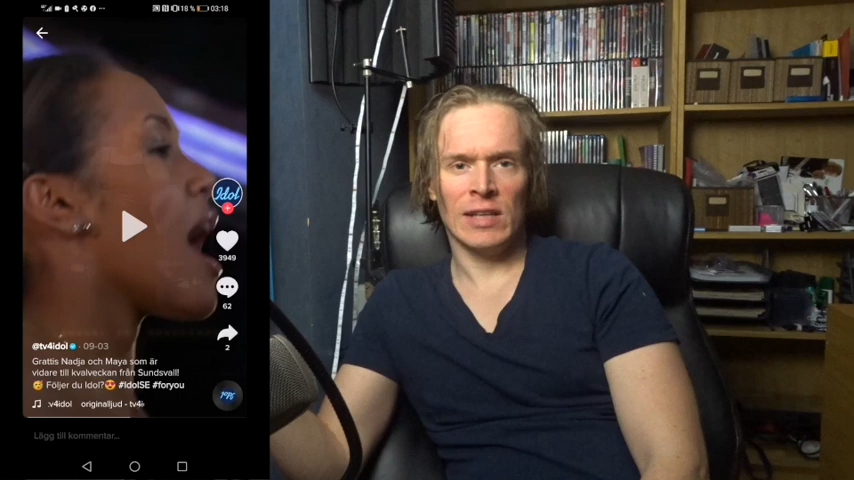 18 % 03:18
Idol
3949
62
2
@tv4idol · 09-03
Grattis Nadja och Maya som är
vidare till kvalveckan från Sundsvall!
🥳 Följer du Idol?😍 #IdolSE #foryou
tv4idol originalljud - tv4i
Lägg till kommentar...